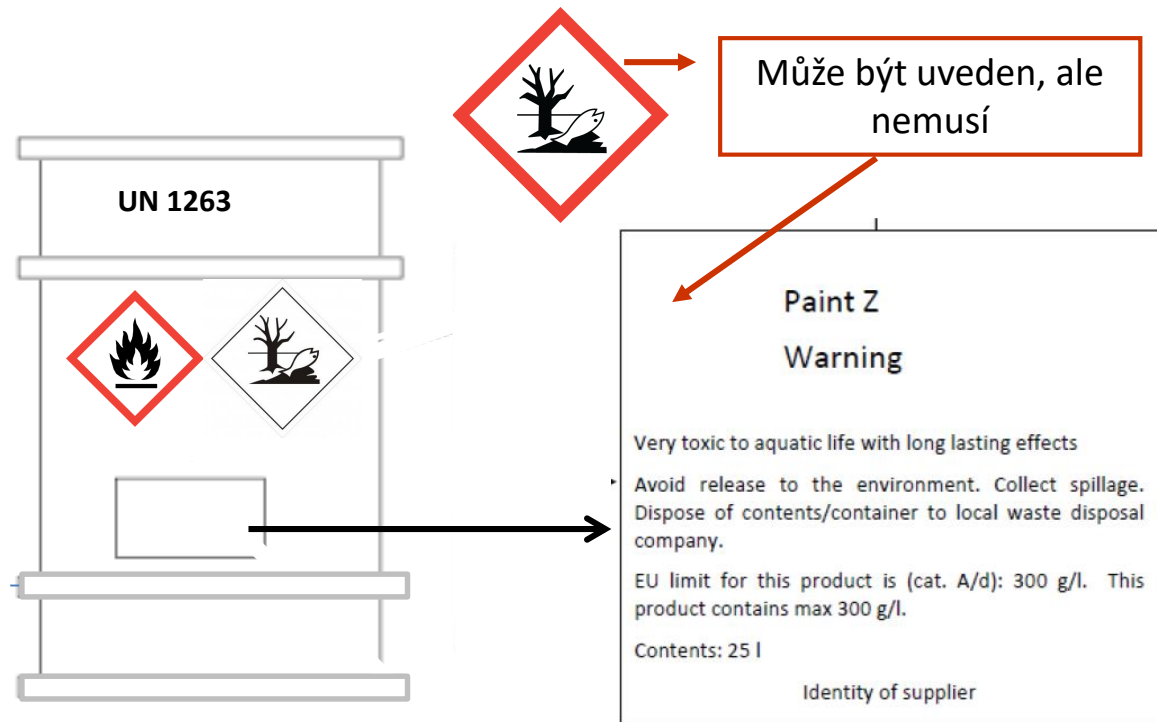 Může být uveden, ale
nemusí
UN 1263
Paint Z
Warning
Very toxic to aquatic life with long lasting effects
Avoid release to the environment. Collect spillage.
Dispose of contents/container to local waste disposal
company.
EU limit for this product is (cat. A/d): 300 g/l. This
product contains max 300 g/l.
Contents: 25 l
Identity of supplier